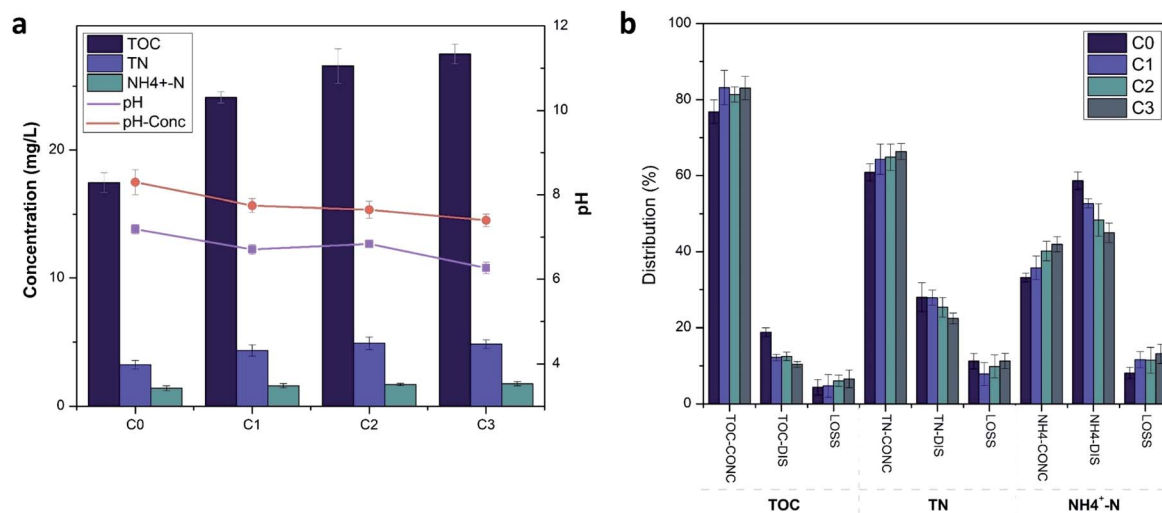 a
TOC
TN
NH4+-N
pH
pH-Conc
Concentration (mg/L)
0
10
20
pH
4
6
8
10
12
C0
C1
C2
C3
b
C0
C1
C2
C3
Distribution (%)
0
20
40
60
80
100
TOC-CONC
TOC-DIS
LOSS
TN-CONC
TN-DIS
LOSS
NH4-CONC
NH4-DIS
LOSS
TOC
TN
NH4⁺-N